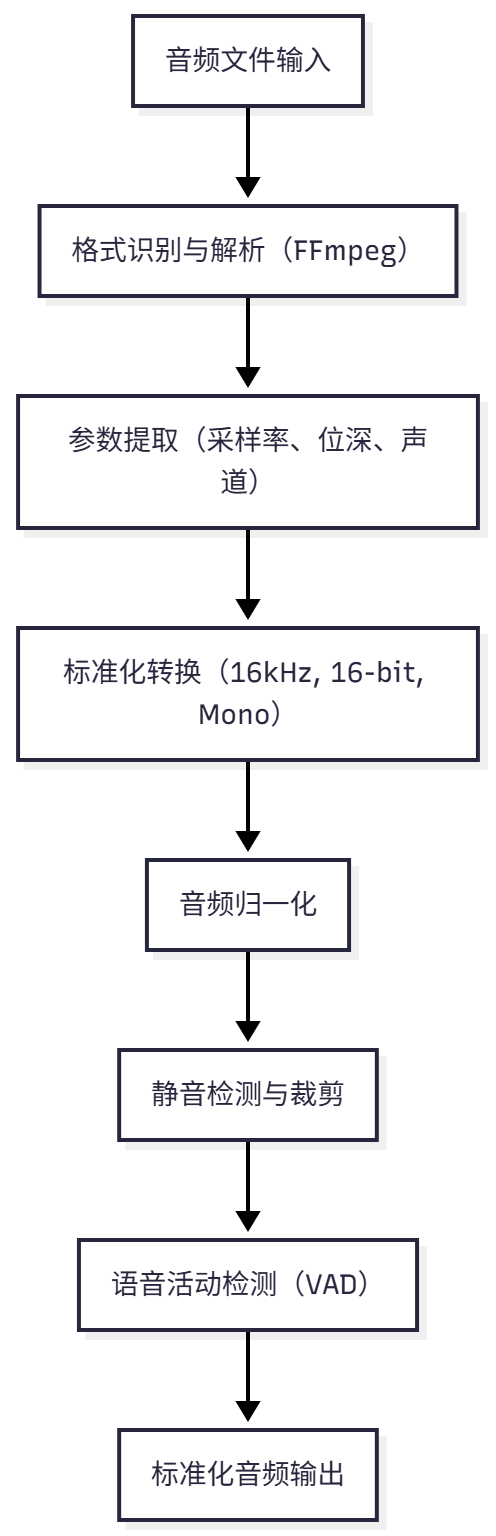 音频文件输入
格式识别与解析（FFmpeg）
参数提取（采样率、位深、声
道）
标准化转换（16kHz, 16-bit,
Mono）
音频归一化
静音检测与裁剪
语音活动检测（VAD）
标准化音频输出